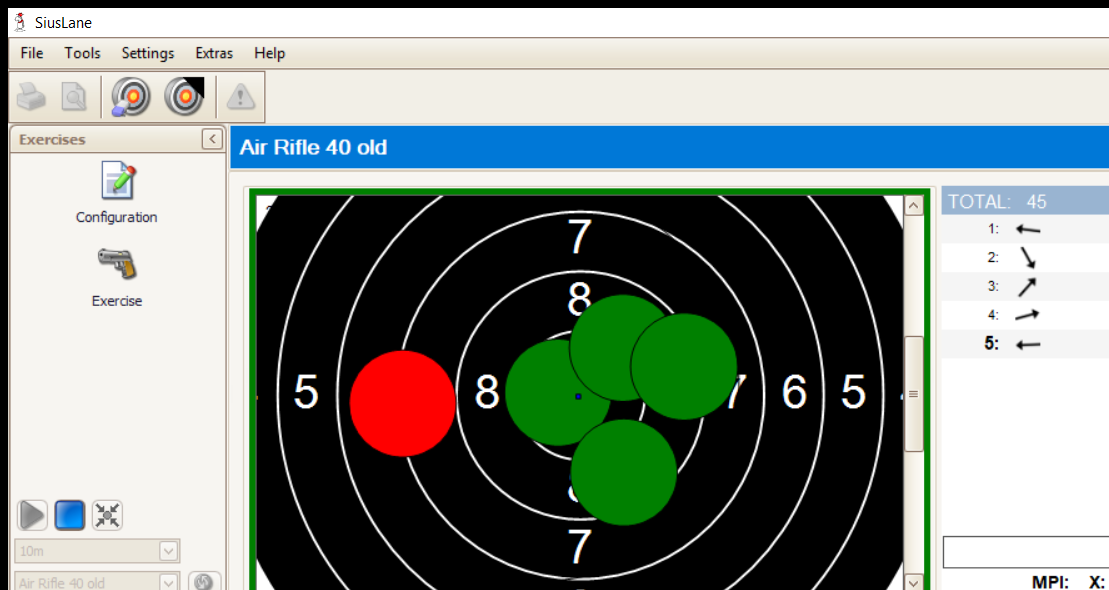 SiusLane
File Tools Settings Extras Help
Exercises
Air Rifle 40 old
Configuration
Exercise
10m
Air Rifle 40 old
7
8
5 8 7 6 5
7
TOTAL: 45
1:
2:
3:
4:
5:
MPI: X: